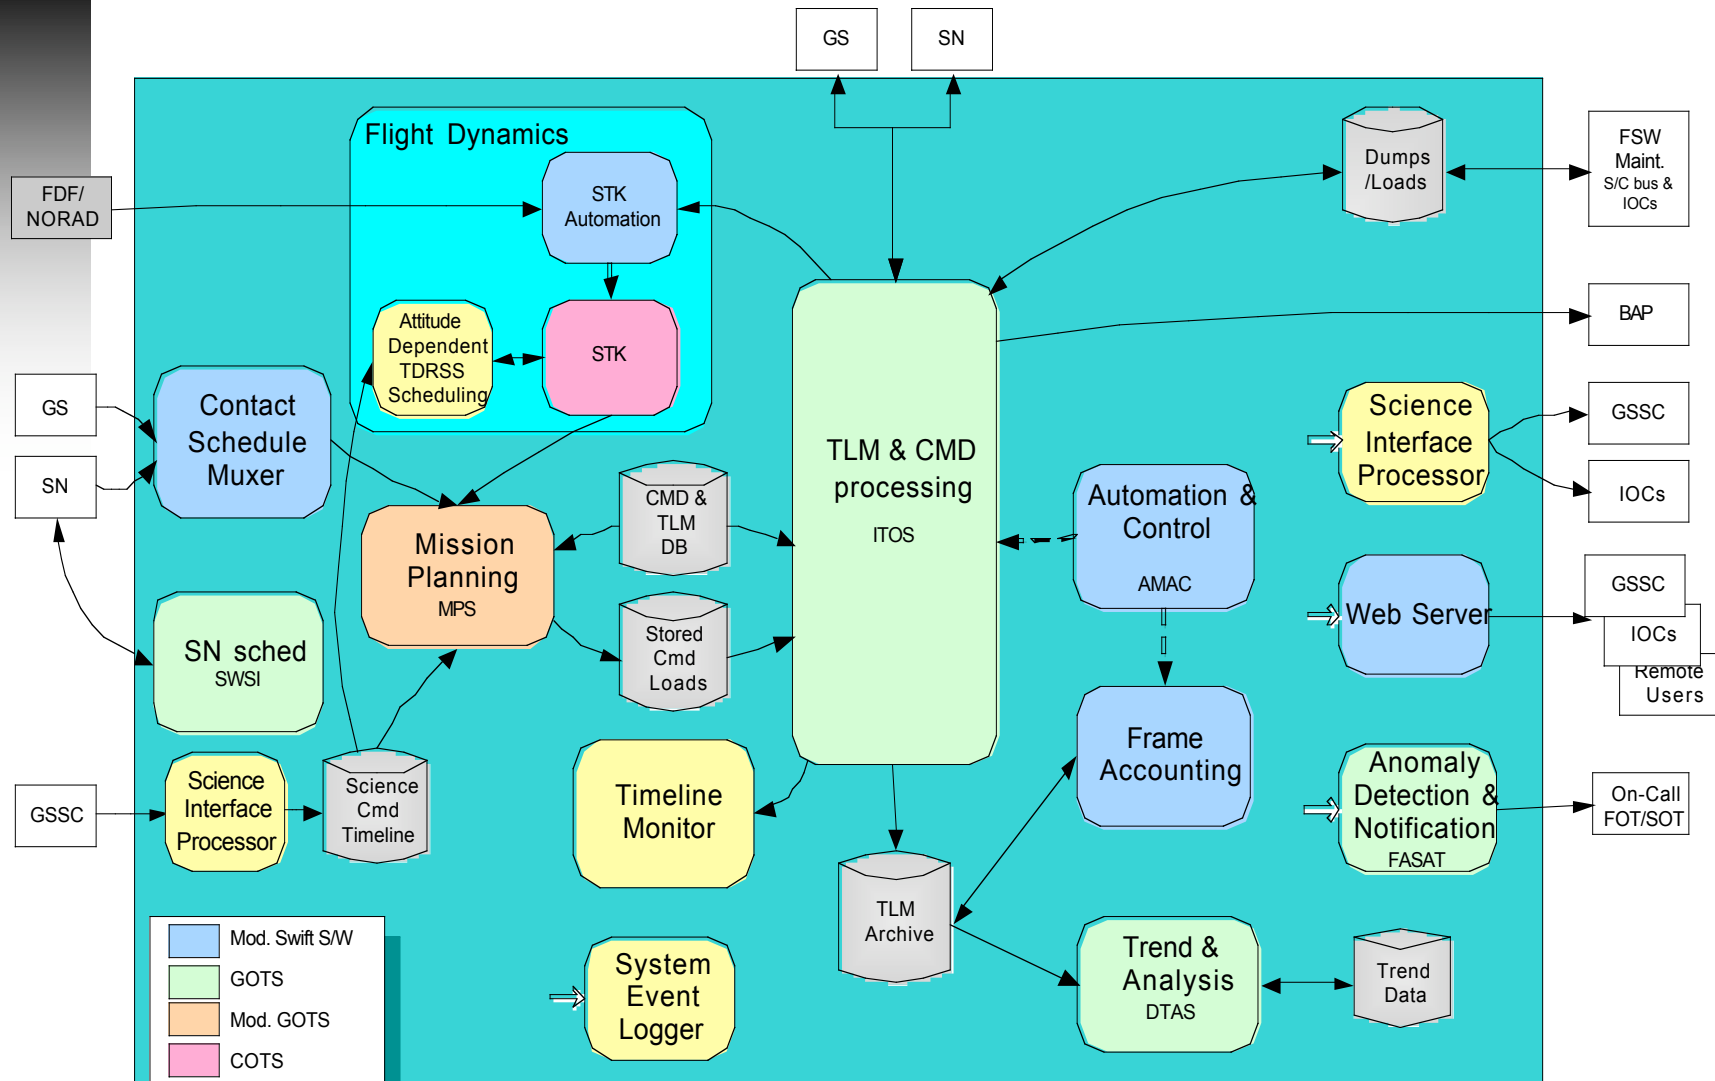 GS
SN
Flight Dynamics
STK
Automation
FDF/
NORAD
Attitude
Dependent
TDRSS
Scheduling
STK
Dumps
/Loads
FSW
Maint.
S/C bus &
IOCs
BAP
GS
SN
Contact
Schedule
Muxer
CMD &
TLM
DB
TLM & CMD
processing
ITOS
Automation &
Control
AMAC
Science
Interface
Processor
GSSC
IOCs
Mission
Planning
MPS
Stored
Cmd
Loads
SN sched
SWSI
Web Server
GSSC
IOCs
Remote
Users
Frame
Accounting
GSSC
Science
Interface
Processor
Science
Cmd
Timeline
Timeline
Monitor
Anomaly
Detection &
Notification
FASAT
On-Call
FOT/SOT
TLM
Archive
Trend &
Analysis
DTAS
Trend
Data
System
Event
Logger
Mod. Swift S/W
GOTS
Mod. GOTS
COTS